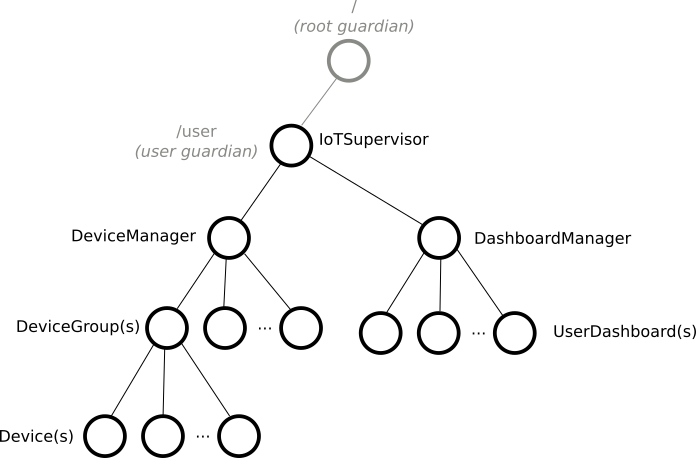 /
(root guardian)
/user
(user guardian)
IoTSupervisor
DeviceManager
DashboardManager
DeviceGroup(s)
...
...
UserDashboard(s)
Device(s)
...